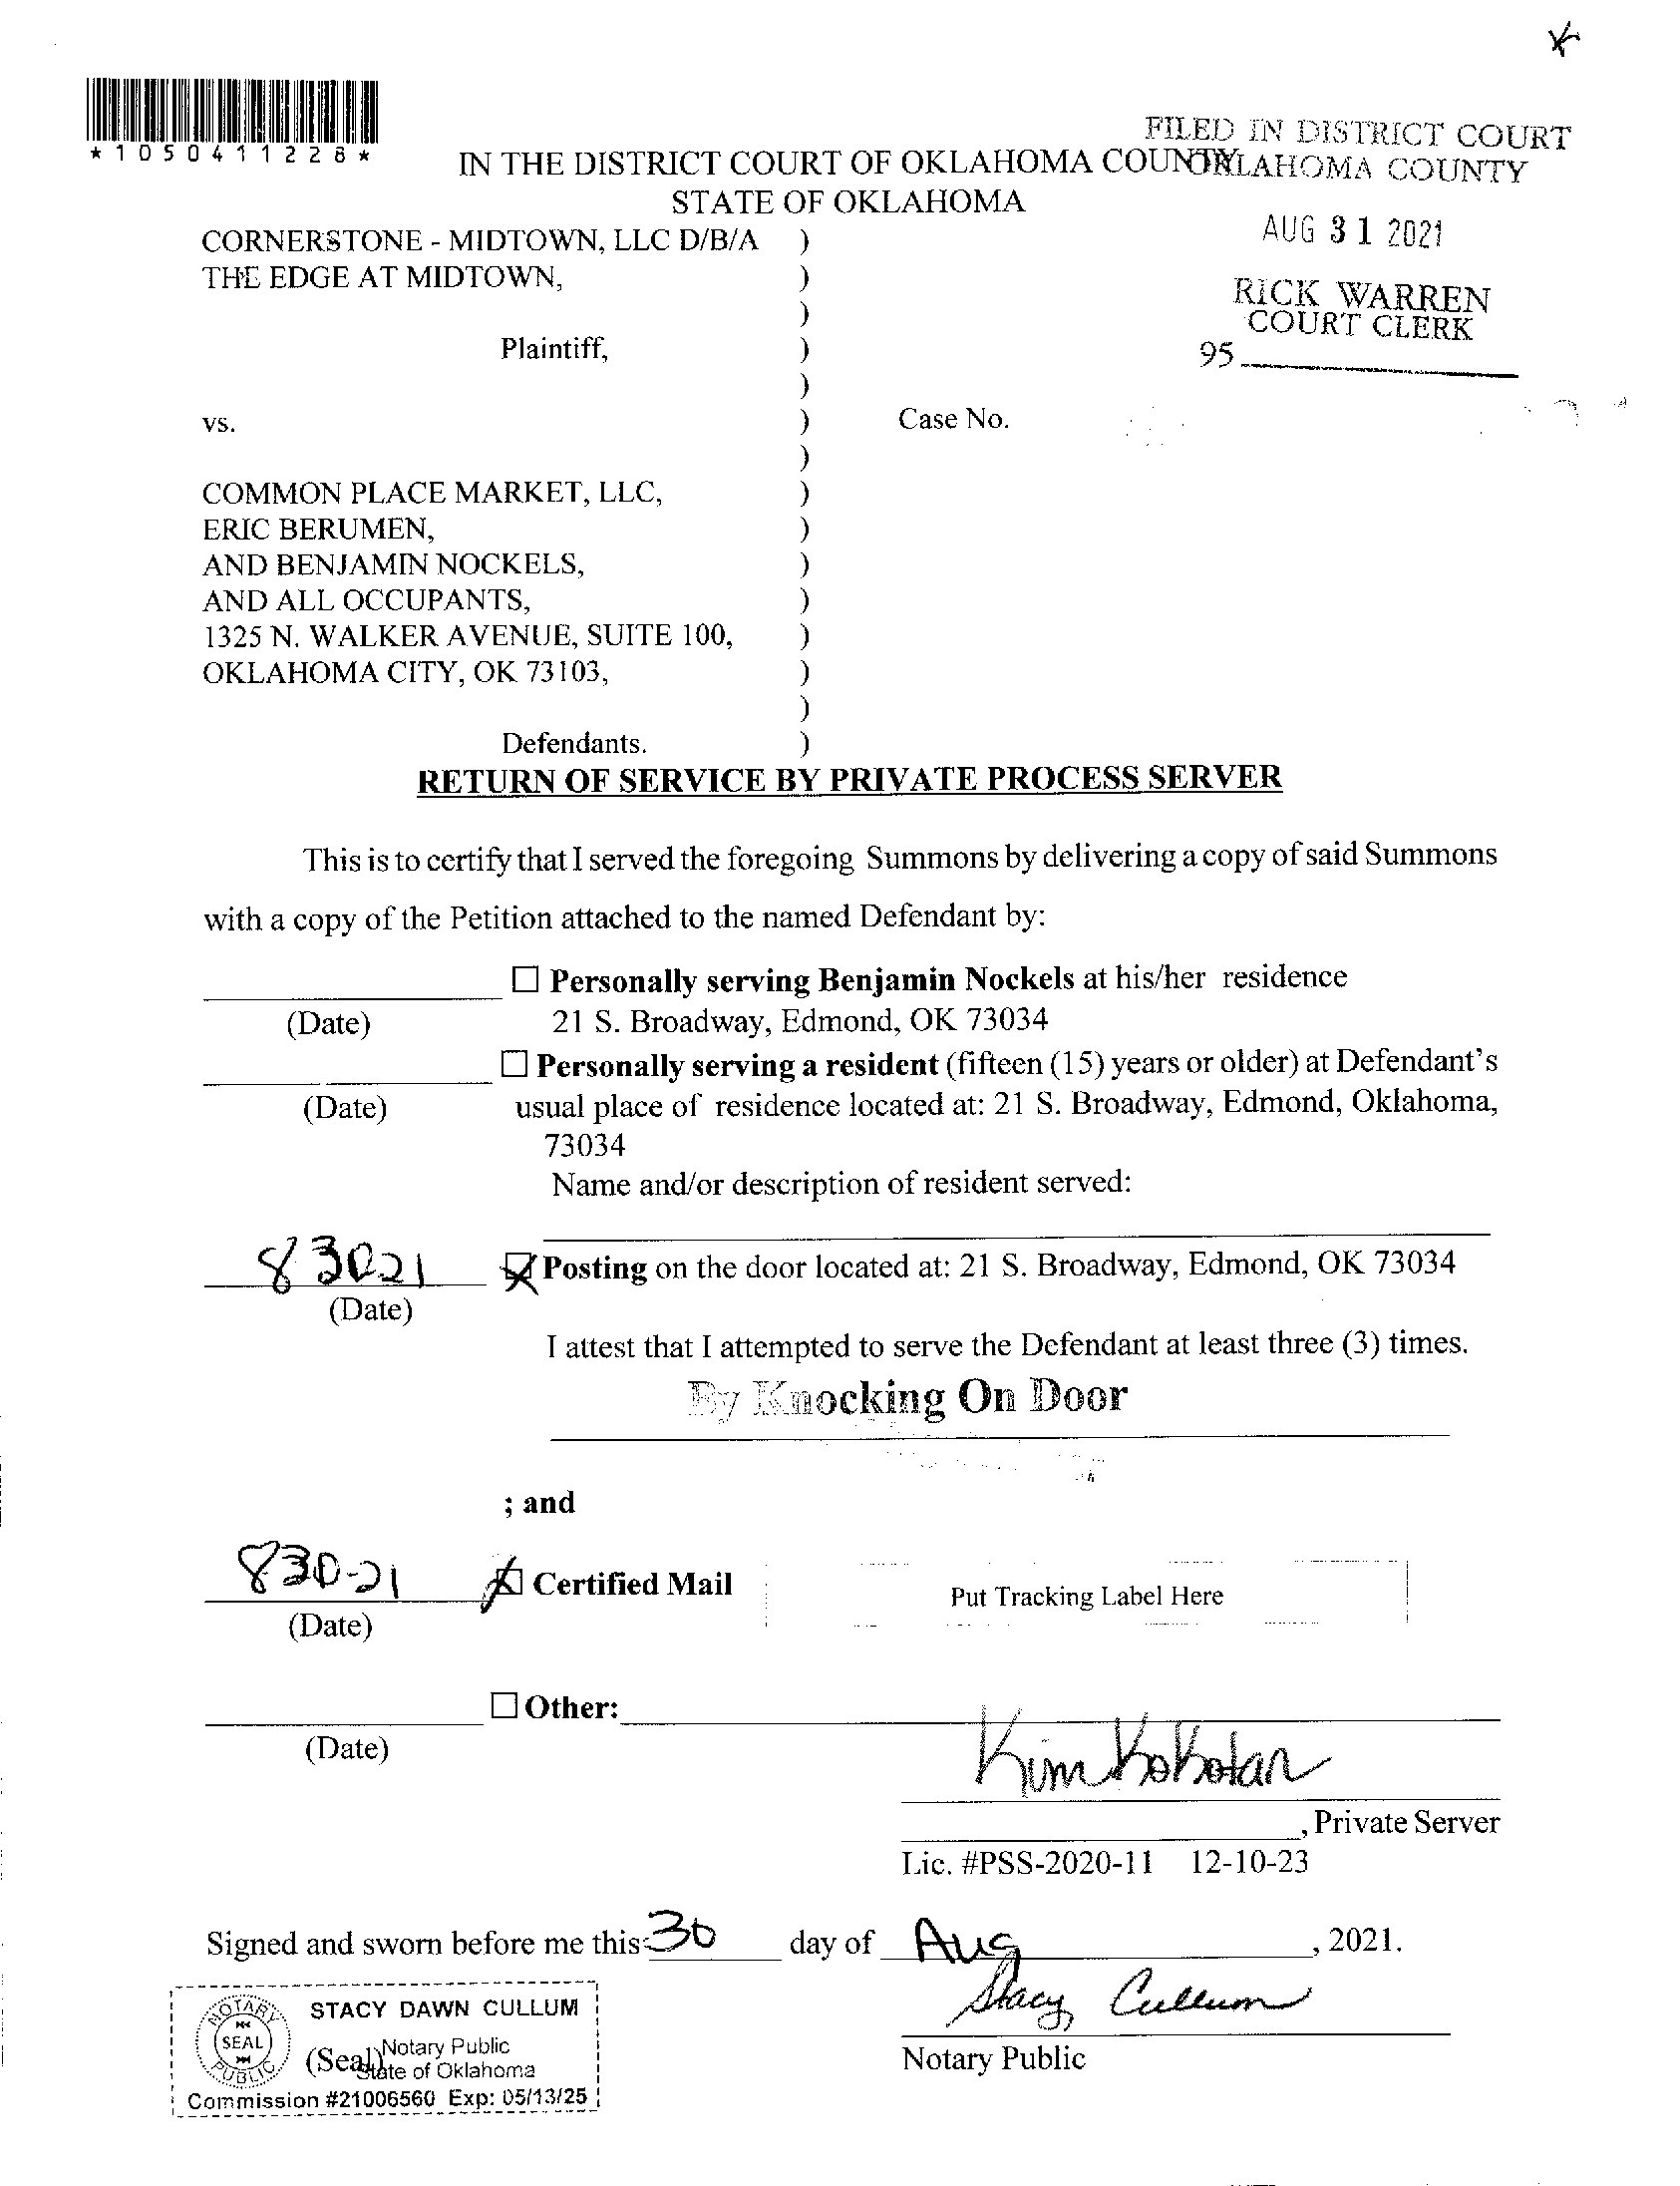 *1050411228*
FILED IN DISTRICT COURT
OKLAHOMA COUNTY
IN THE DISTRICT COURT OF OKLAHOMA COUNTY
STATE OF OKLAHOMA
AUG 31 2021
RICK WARREN
COURT CLERK
95
CORNERSTONE - MIDTOWN, LLC D/B/A )
THE EDGE AT MIDTOWN, )
)
Plaintiff, )
)
vs. ) Case No.
)
COMMON PLACE MARKET, LLC, )
ERIC BERUMEN, )
AND BENJAMIN NOCKELS, )
AND ALL OCCUPANTS, )
1325 N. WALKER AVENUE, SUITE 100, )
OKLAHOMA CITY, OK 73103, )
)
Defendants. )
RETURN OF SERVICE BY PRIVATE PROCESS SERVER
This is to certify that I served the foregoing Summons by delivering a copy of said Summons
with a copy of the Petition attached to the named Defendant by:
☐ Personally serving Benjamin Nockels at his/her residence
(Date) 21 S. Broadway, Edmond, OK 73034
☐ Personally serving a resident (fifteen (15) years or older) at Defendant's
(Date) usual place of residence located at: 21 S. Broadway, Edmond, Oklahoma,
73034
Name and/or description of resident served:
8 30 21 ☒ Posting on the door located at: 21 S. Broadway, Edmond, OK 73034
(Date)
I attest that I attempted to serve the Defendant at least three (3) times.
By Knocking On Door
; and
8 30-21 ☒ Certified Mail Put Tracking Label Here
(Date)
☐ Other:
(Date)
Kim Kokotan
, Private Server
Lic. #PSS-2020-11 12-10-23
Signed and sworn before me this 30 day of Aug, 2021.
Stacy Cullum
Notary Public
NOTARY PUBLIC
SEAL
STACY DAWN CULLUM
(Seal) Notary Public
State of Oklahoma
Commission #21006560 Exp: 05/13/25